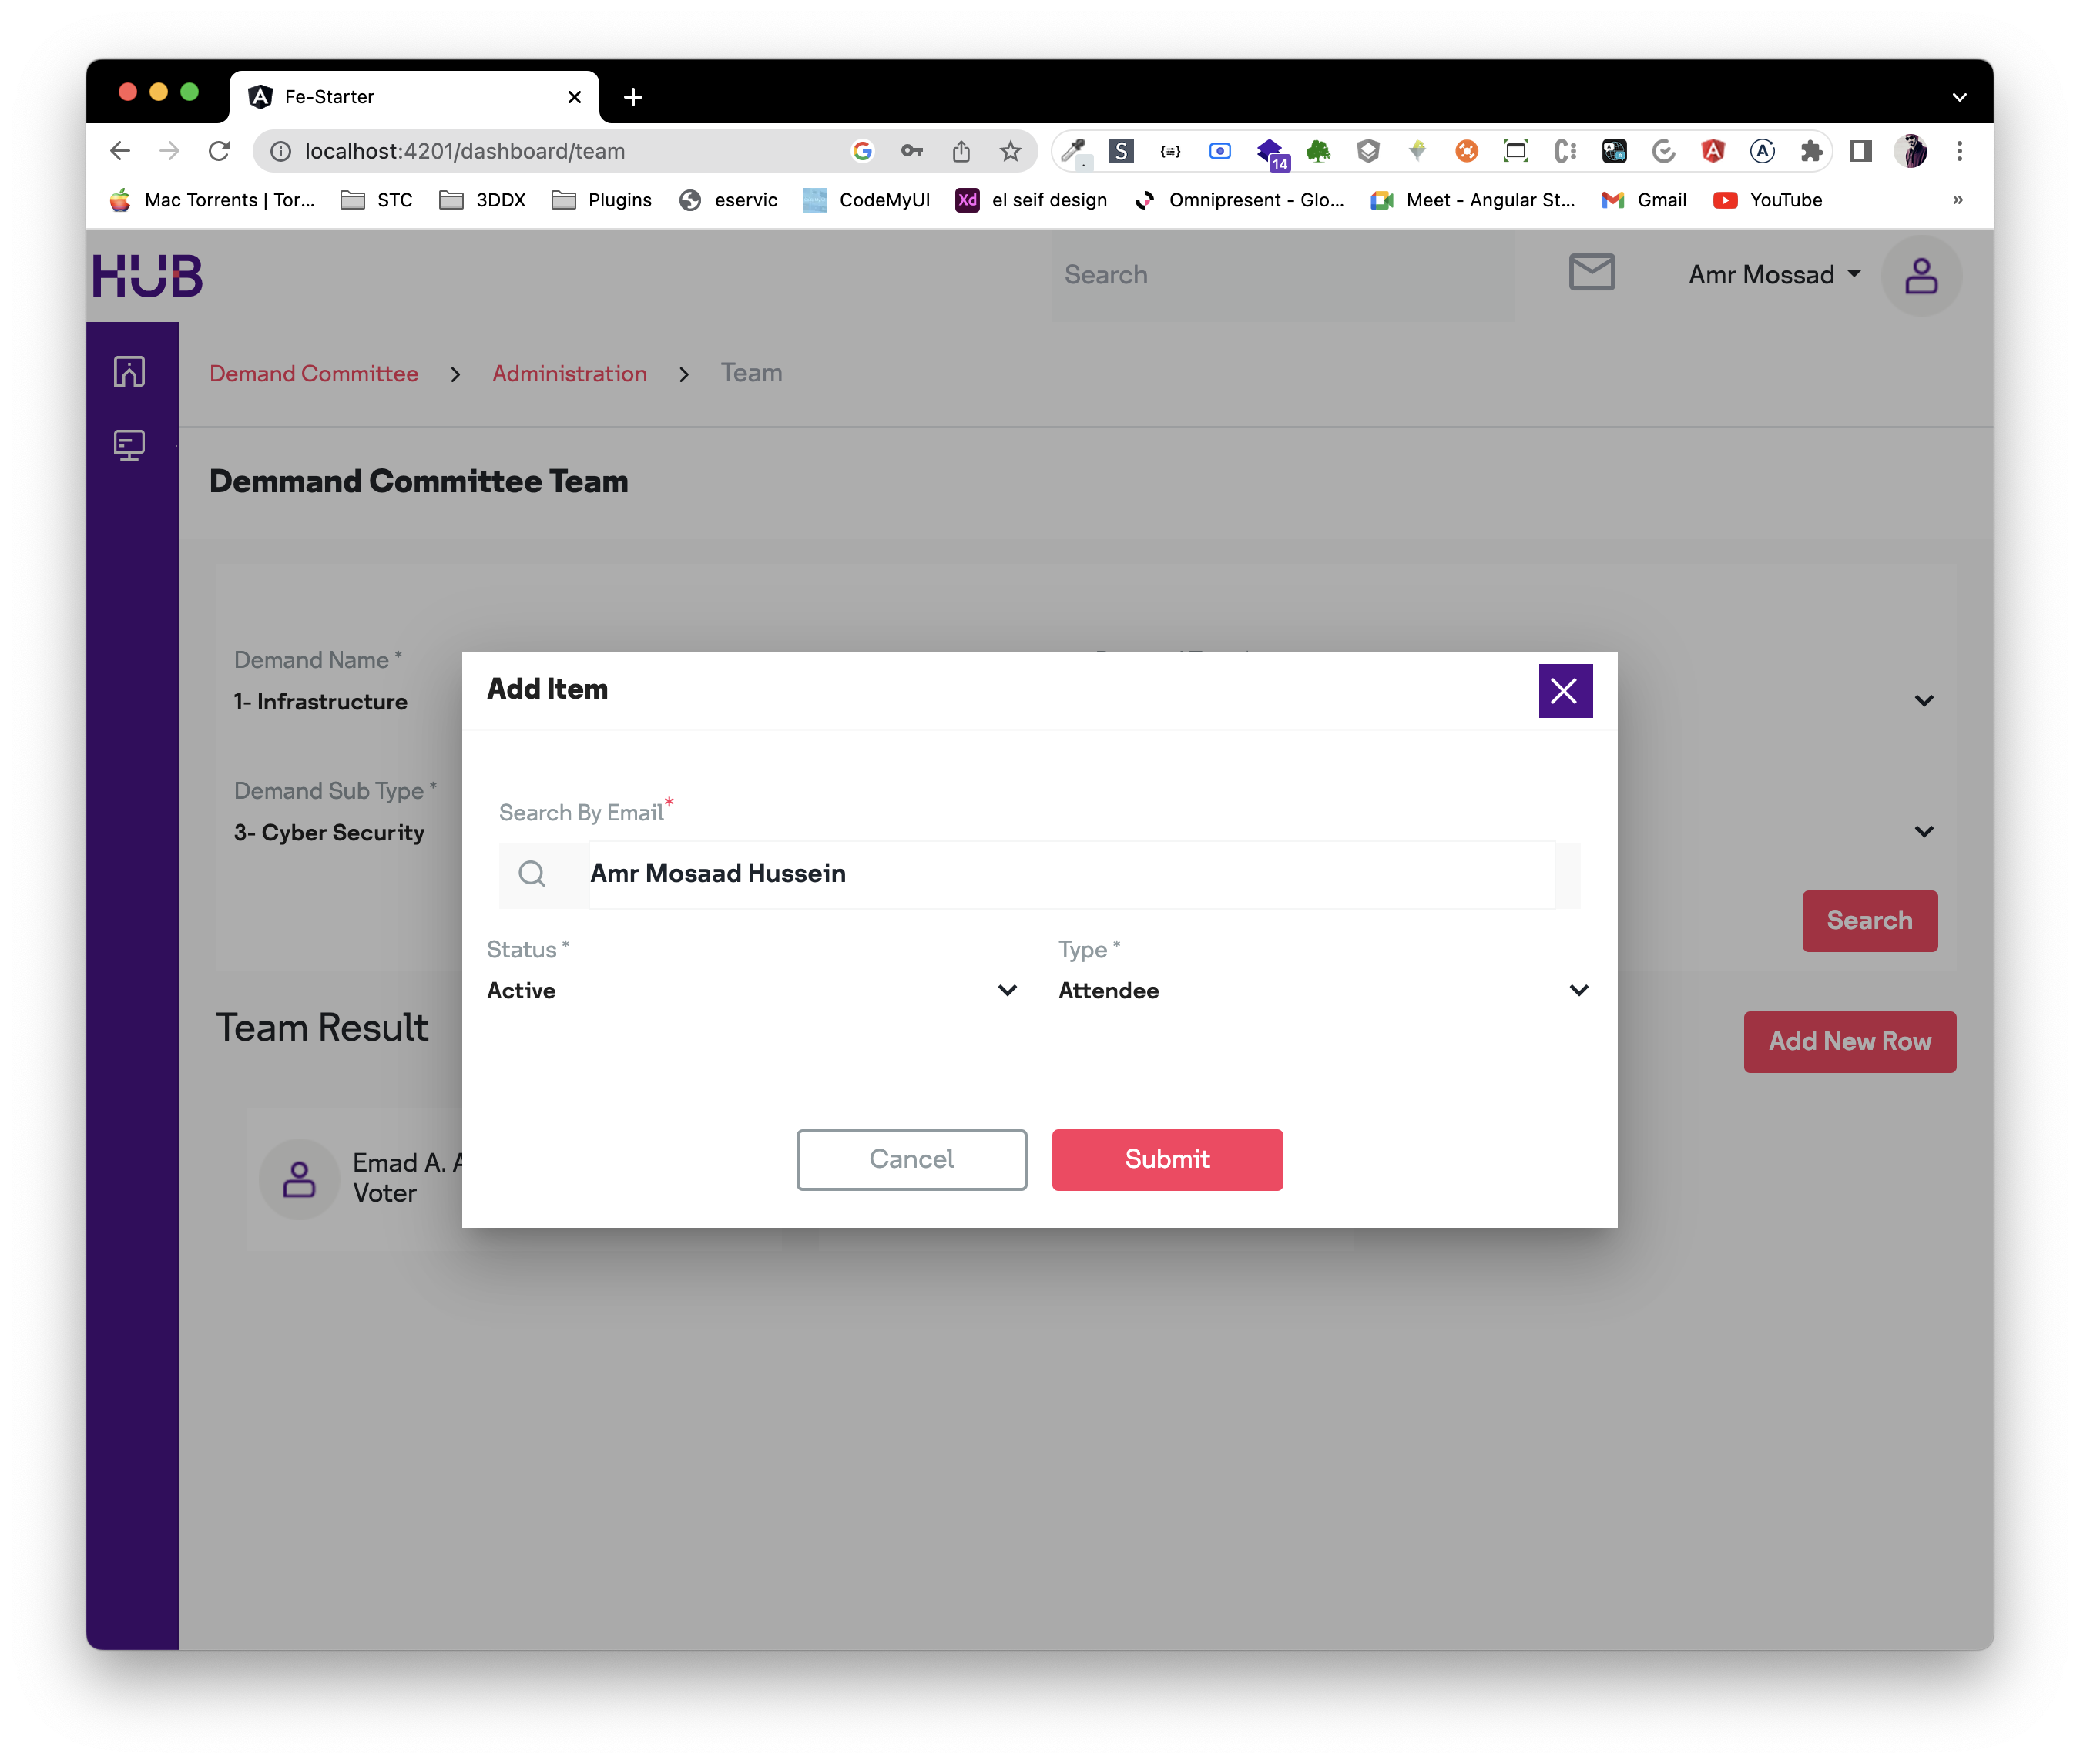 Fe-Starter
localhost:4201/dashboard/team
14
Mac Torrents | Tor... STC 3DDX Plugins eservic CodeMyUI Xd el seif design Omnipresent - Glo... Meet - Angular St... Gmail YouTube »
HUB
Search
Amr Mossad
Demand Committee > Administration > Team
Demmand Committee Team
Demand Name *
1- Infrastructure
Demand Sub Type *
3- Cyber Security
Search
Team Result
Add New Row
Emad A.
Voter
Add Item
Search By Email*
Amr Mosaad Hussein
Status *
Type *
Active
Attendee
Cancel
Submit